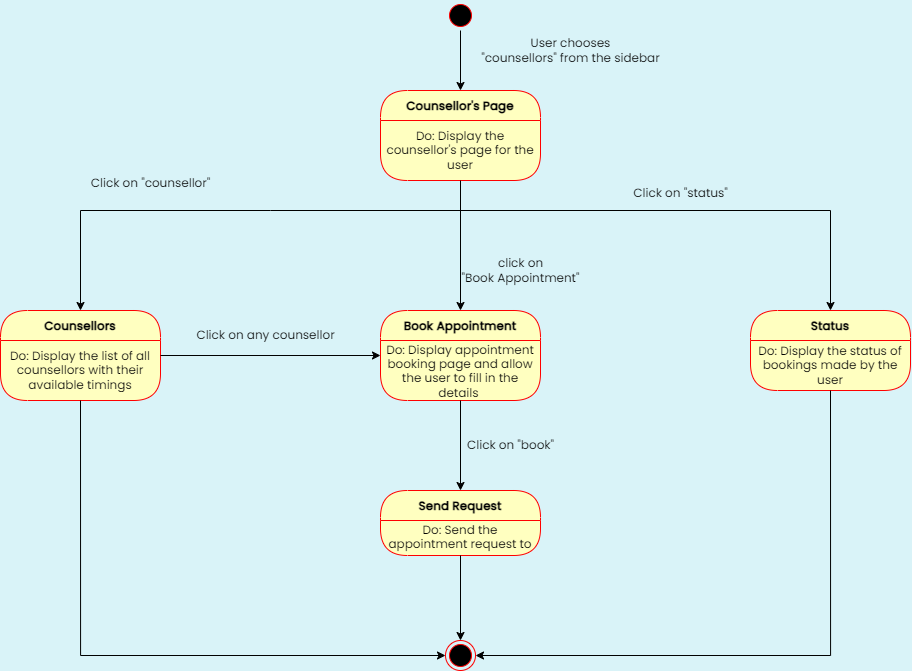 User chooses
"counsellors" from the sidebar
Counsellor's Page
Do: Display the
counsellor's page for the
user
Click on "counsellor"
Click on "status"
click on
"Book Appointment"
Counsellors
Do: Display the list of all
counsellors with their
available timings
Click on any counsellor
Book Appointment
Do: Display appointment
booking page and allow
the user to fill in the
details
Status
Do: Display the status of
bookings made by the
user
Click on "book"
Send Request
Do: Send the
appointment request to